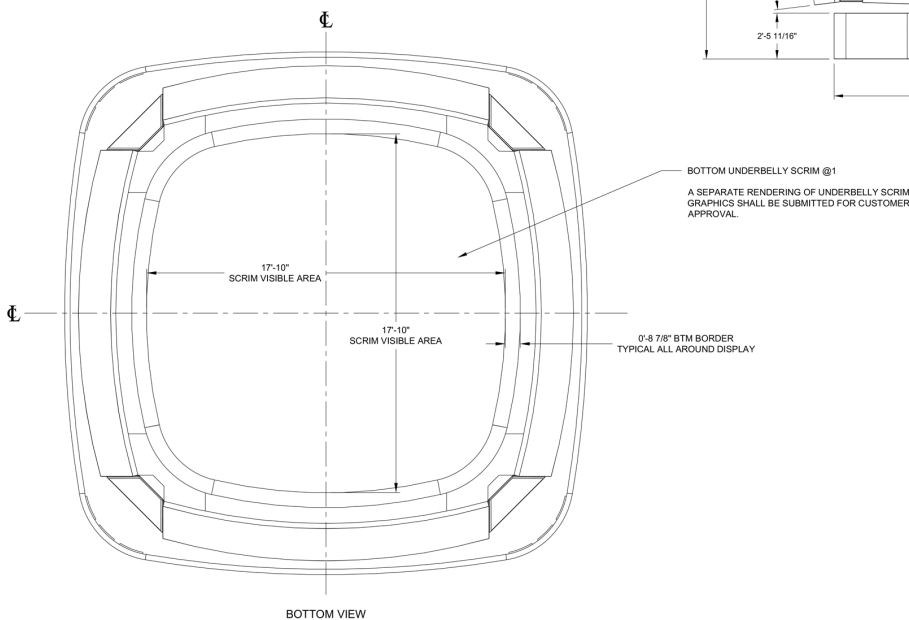 ℄
2'-5 11/16"
BOTTOM UNDERBELLY SCRIM @1
A SEPARATE RENDERING OF UNDERBELLY SCRIM
GRAPHICS SHALL BE SUBMITTED FOR CUSTOMER
APPROVAL.
17'-10"
SCRIM VISIBLE AREA
℄
17'-10"
SCRIM VISIBLE AREA
0'-8 7/8" BTM BORDER
TYPICAL ALL AROUND DISPLAY
BOTTOM VIEW